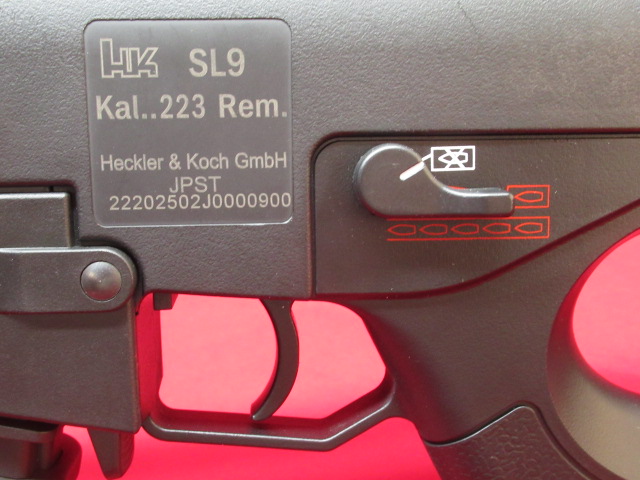 HK SL9
Kal..223 Rem.
Heckler & Koch GmbH
JPST
22202502J0000900